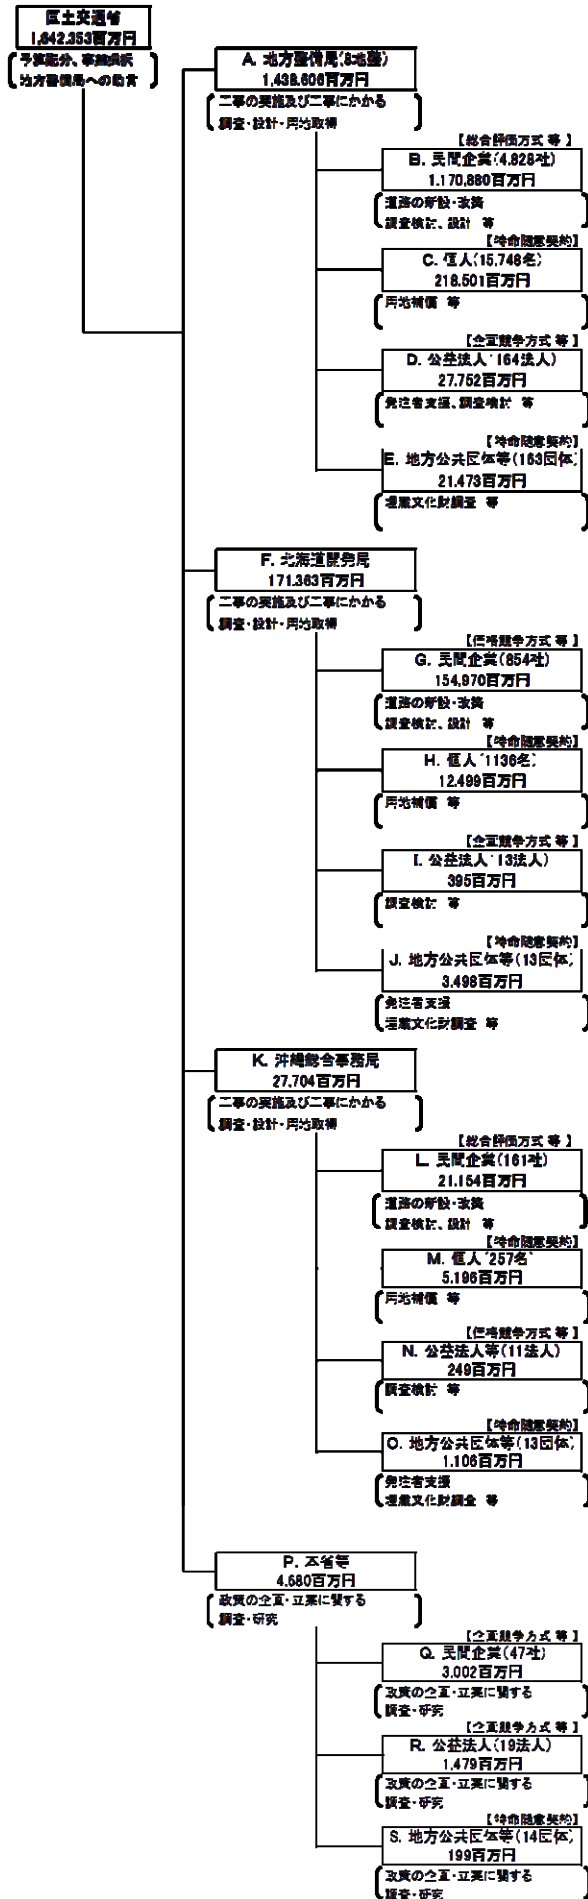 国土交通省
1,642,353百万円
予算配分、事業採択
地方整備局への助言
A. 地方整備局(8地整)
1,438,606百万円
工事の実施及び工事にかかる
調査・設計・用地取得
【総合評価方式 等】
B. 民間企業(4,828社)
1,170,880百万円
道路の新設・改築
調査検討、設計 等
【特命随意契約】
C. 個人(15,748名)
218,501百万円
用地補償 等
【企画競争方式 等】
D. 公益法人(164法人)
27,752百万円
発注者支援、調査検討 等
【特命随意契約】
E. 地方公共団体等(163団体)
21,473百万円
埋蔵文化財調査 等
F. 北海道開発局
171,363百万円
工事の実施及び工事にかかる
調査・設計・用地取得
【価格競争方式 等】
G. 民間企業(854社)
154,970百万円
道路の新設・改築
調査検討、設計 等
【特命随意契約】
H. 個人(1136名)
12,499百万円
用地補償 等
【企画競争方式 等】
I. 公益法人(13法人)
395百万円
調査検討 等
【特命随意契約】
J. 地方公共団体等(13団体)
3,498百万円
発注者支援
埋蔵文化財調査 等
K. 沖縄総合事務局
27,704百万円
工事の実施及び工事にかかる
調査・設計・用地取得
【総合評価方式 等】
L. 民間企業(161社)
21,154百万円
道路の新設・改築
調査検討、設計 等
【特命随意契約】
M. 個人(257名)
5,196百万円
用地補償 等
【価格競争方式 等】
N. 公益法人等(11法人)
249百万円
調査検討 等
【特命随意契約】
O. 地方公共団体等(13団体)
1,106百万円
発注者支援
埋蔵文化財調査 等
P. 本省等
4,680百万円
政策の企画・立案に関する
調査・研究
【企画競争方式 等】
Q. 民間企業(47社)
3,002百万円
政策の企画・立案に関する
調査・研究
【企画競争方式 等】
R. 公益法人(19法人)
1,479百万円
政策の企画・立案に関する
調査・研究
【特命随意契約】
S. 地方公共団体等(14団体)
199百万円
政策の企画・立案に関する
調査・研究